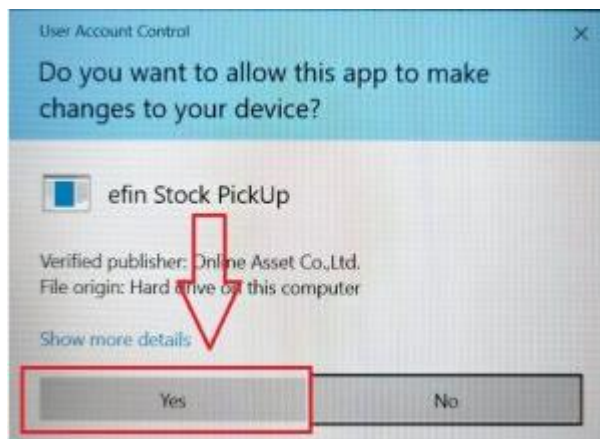 User Account Control
Do you want to allow this app to make
changes to your device?
efin Stock PickUp
Verified publisher: Online Asset Co.,Ltd.
File origin: Hard drive on this computer
Show more details
Yes
No